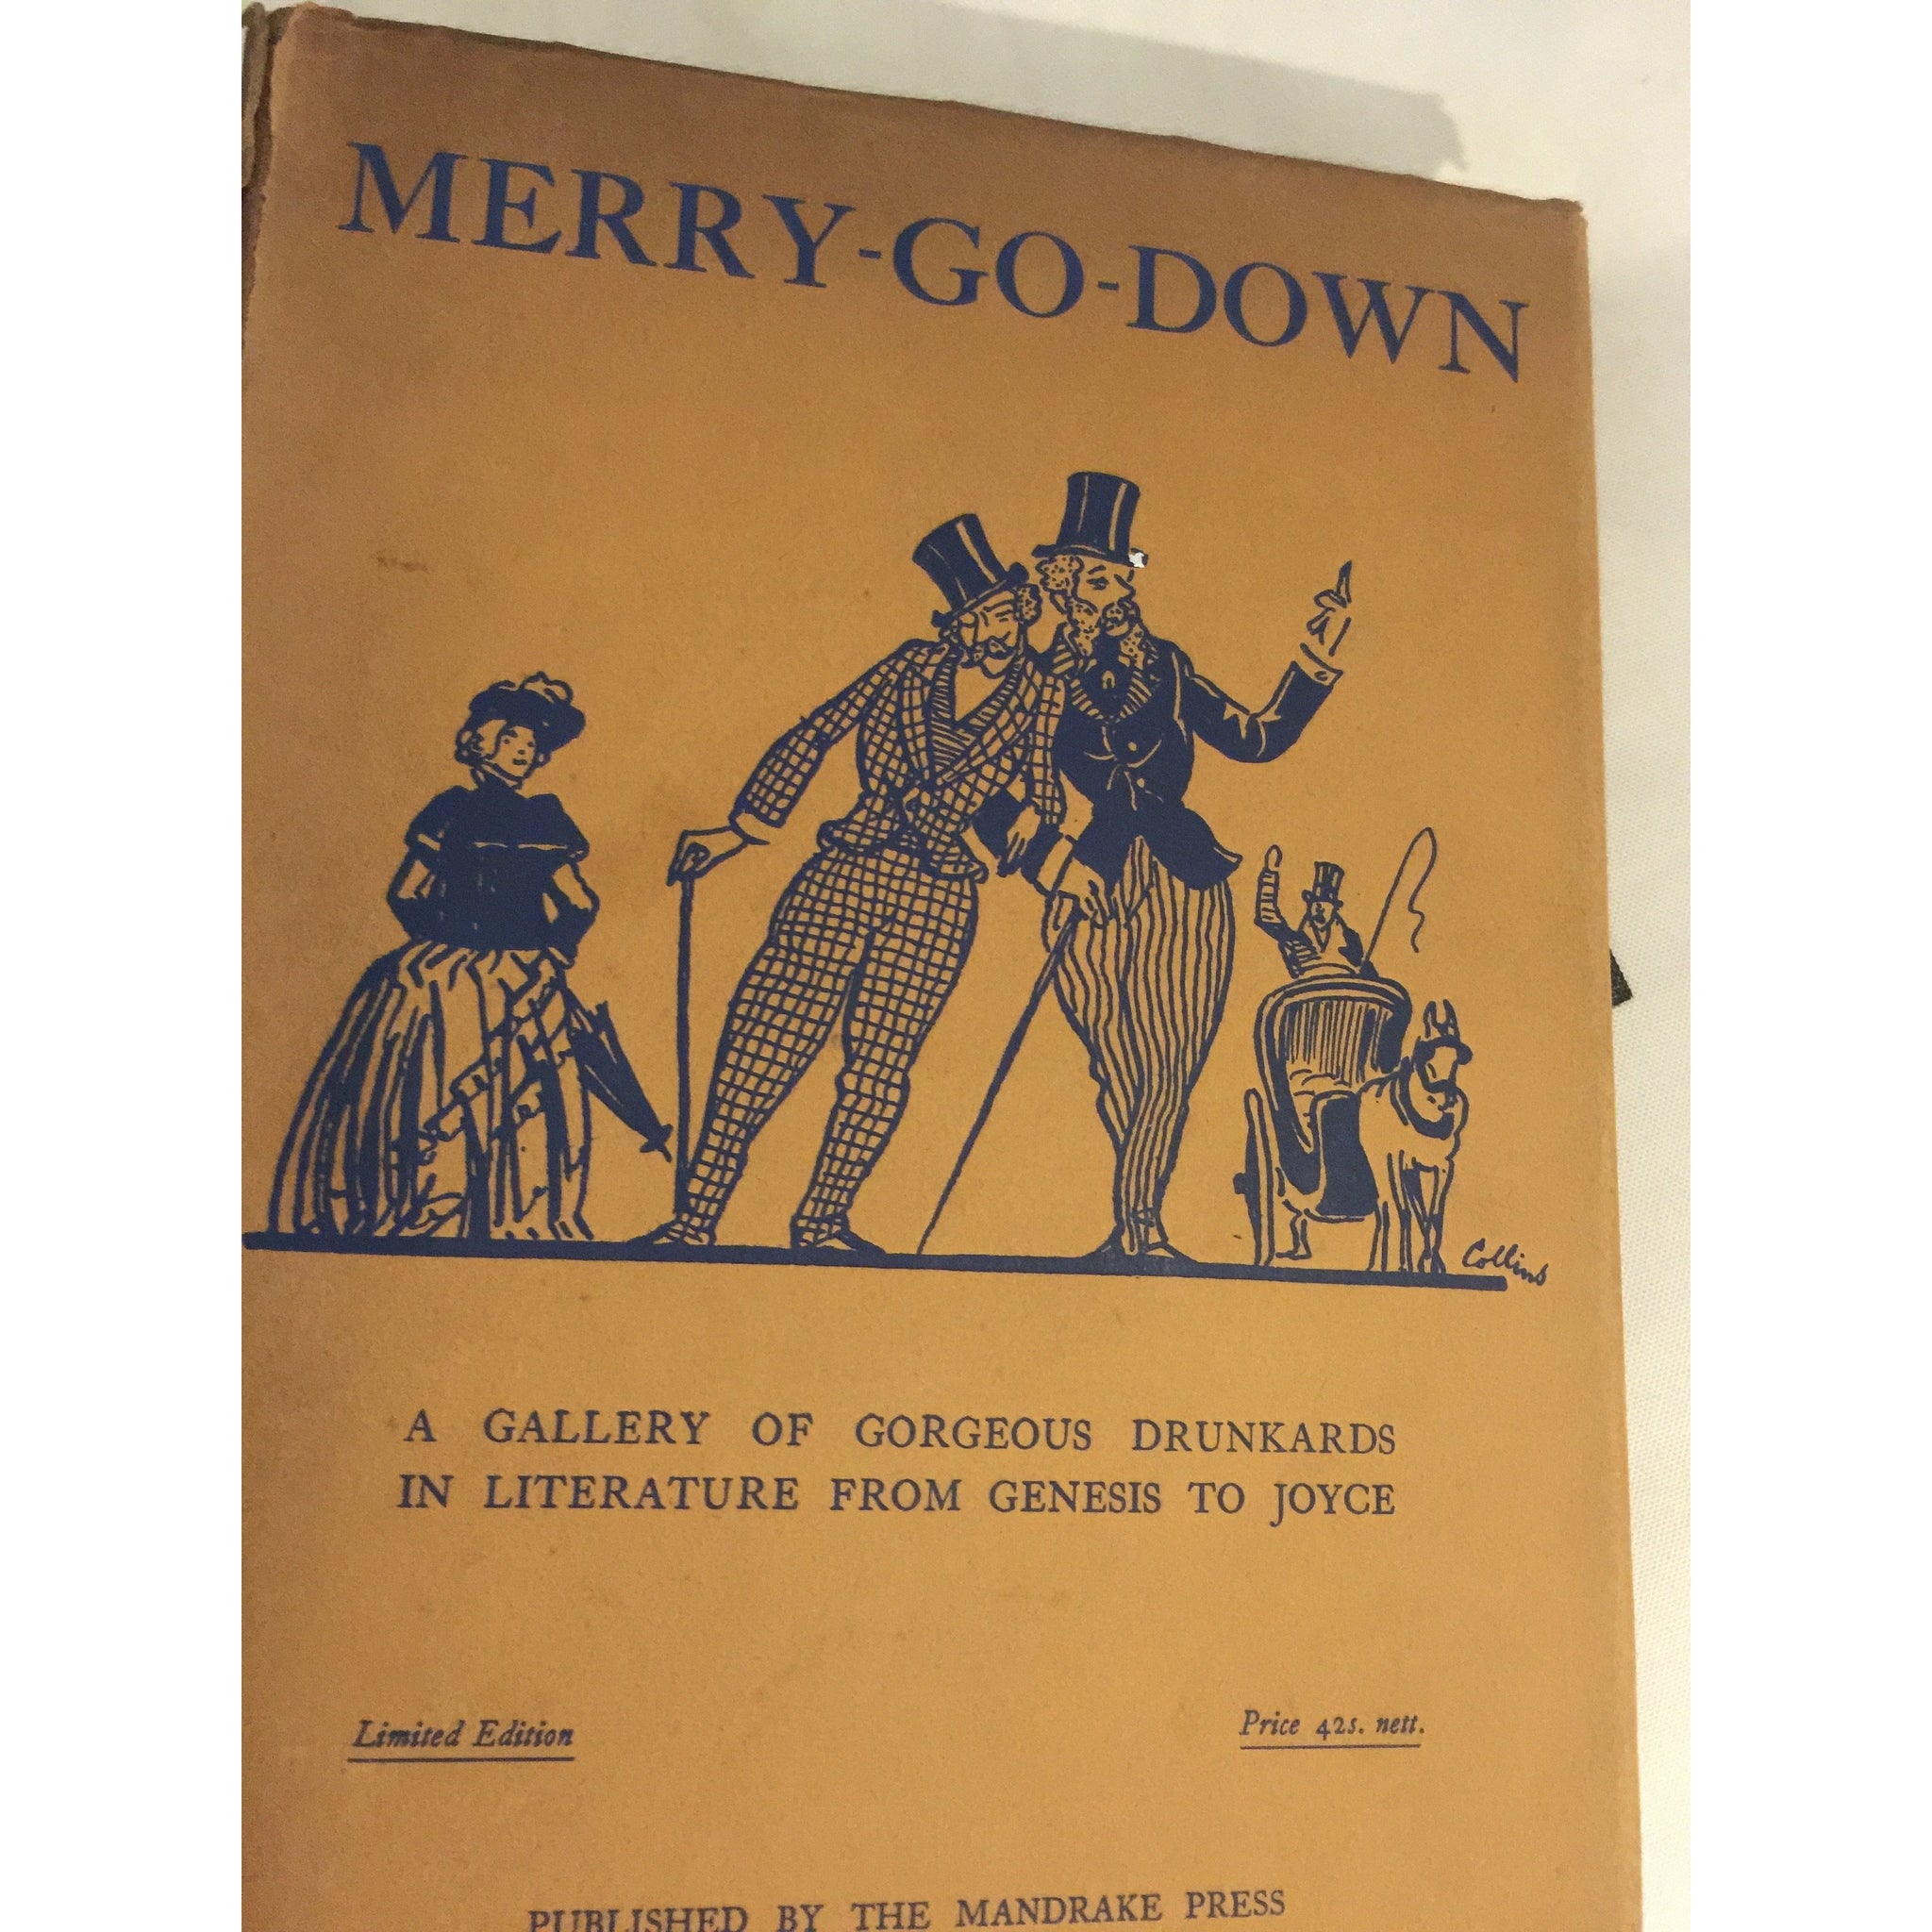 MERRY-GO-DOWN
Collins
A GALLERY OF GORGEOUS DRUNKARDS
IN LITERATURE FROM GENESIS TO JOYCE
Limited Edition
Price 42s. nett.
PUBLISHED BY THE MANDRAKE PRESS